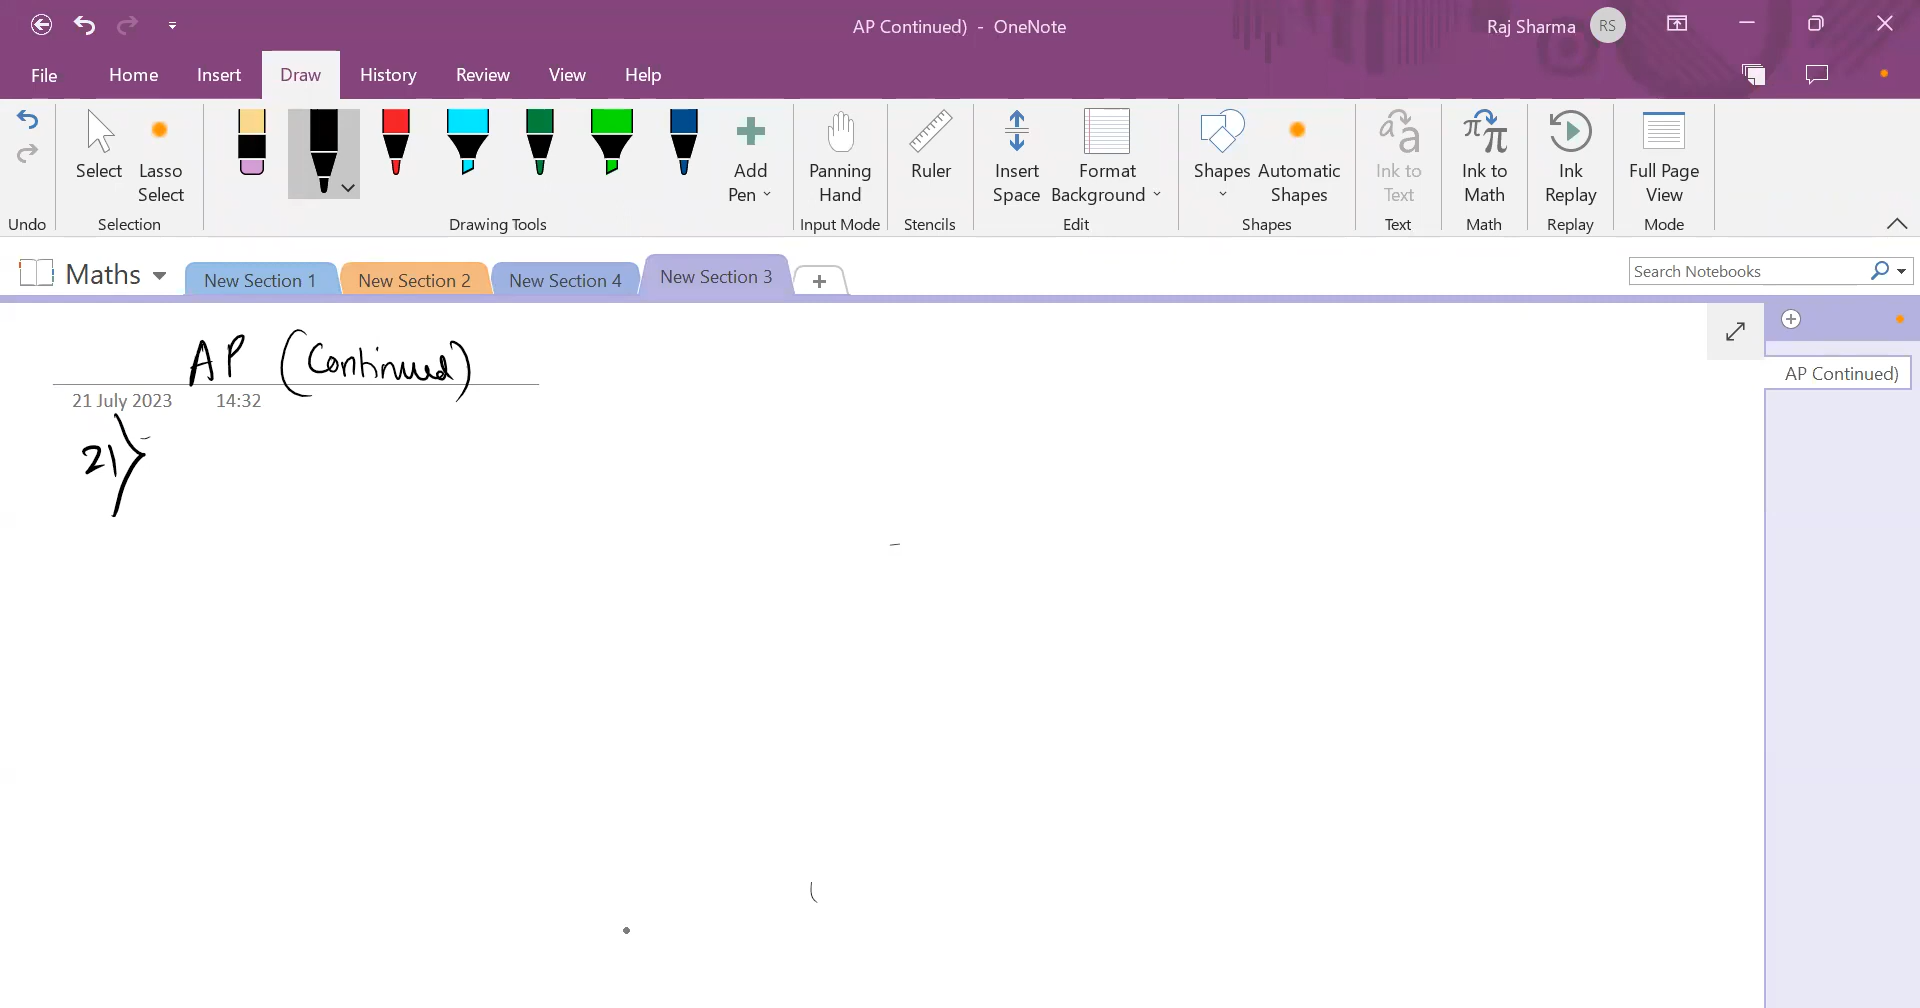 AP Continued) - OneNote
Raj Sharma RS
File Home Insert Draw History Review View Help
Select
Lasso Select
Add Pen
Panning Hand
Ruler
Insert Space
Format Background
Shapes
Automatic Shapes
Ink to Text
Ink to Math
Ink Replay
Full Page View
Undo Selection Drawing Tools Input Mode Stencils Edit Shapes Text Math Replay Mode
Maths New Section 1 New Section 2 New Section 4 New Section 3 +
Search Notebooks
AP (Continued)
AP Continued)
21 July 2023 14:32
21)